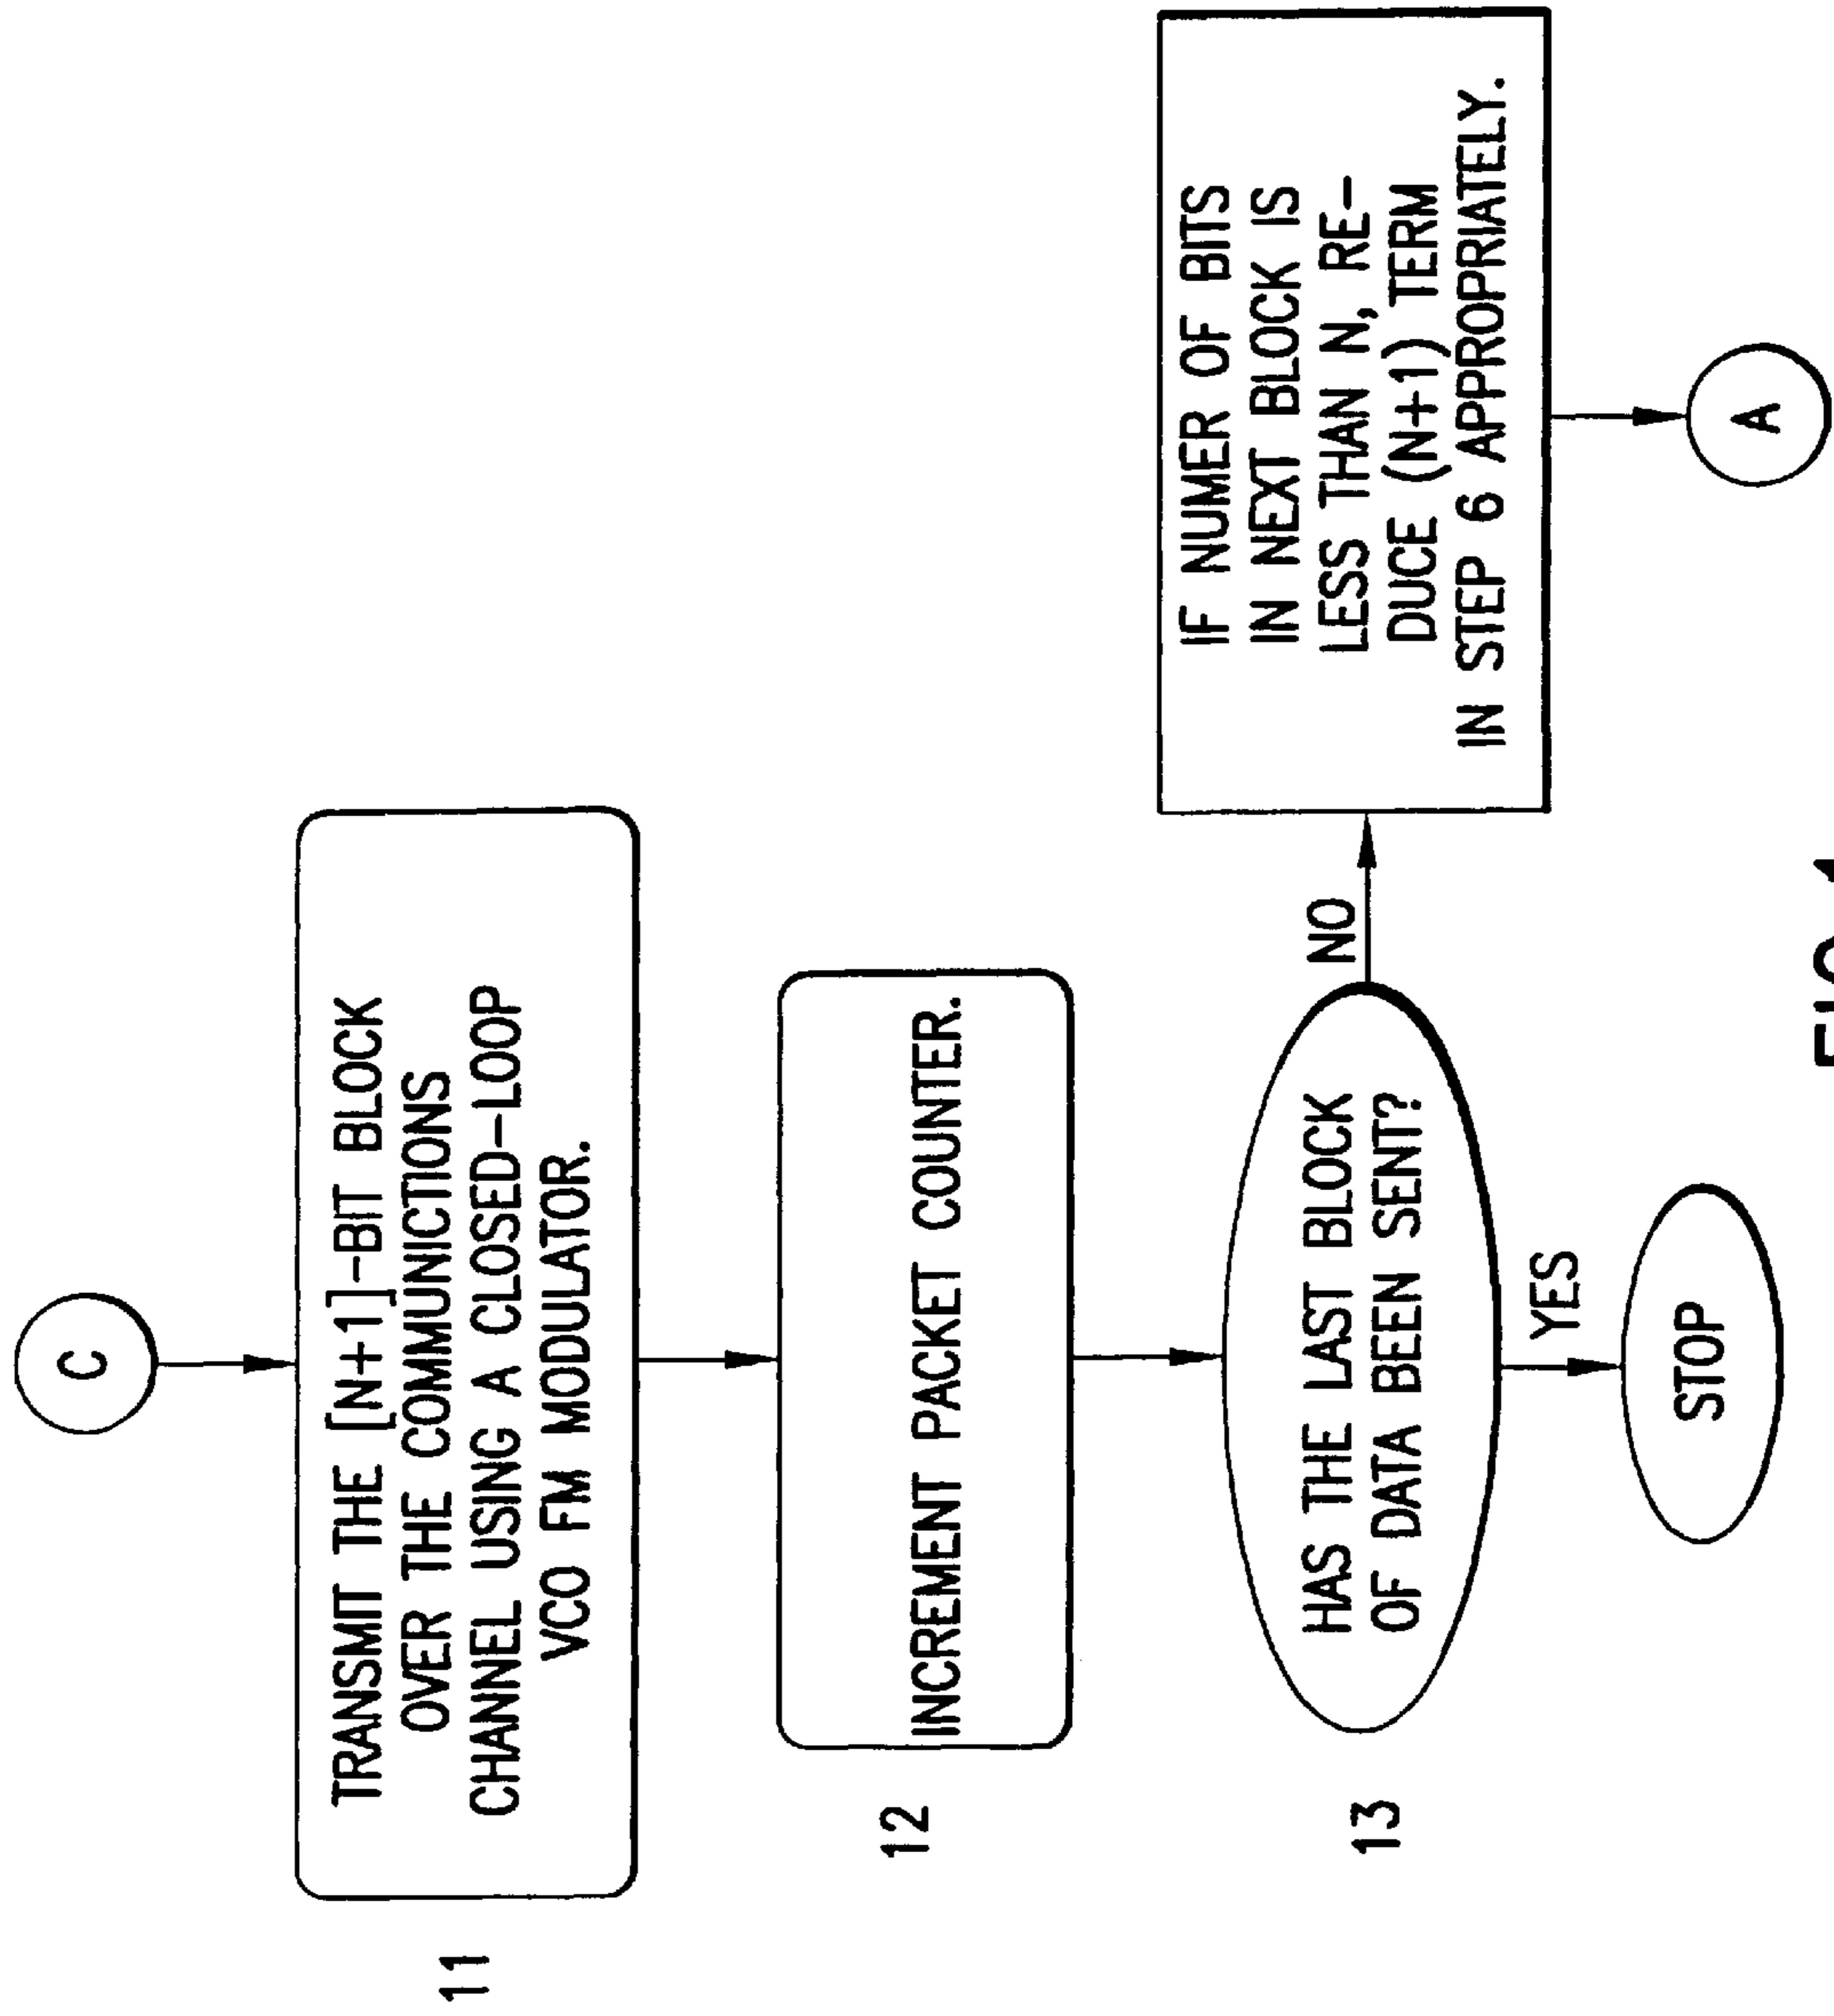 C
11
TRANSMIT THE [N+1]-BIT BLOCK
OVER THE COMMUNICTIONS
CHANNEL USING A CLOSED-LOOP
VCO FM MODULATOR.
12
INCREMENT PACKET COUNTER.
13
HAS THE LAST BLOCK
OF DATA BEEN SENT?
NO
IF NUMER OF BITS
IN NEXT BLOCK IS
LESS THAN N, RE-
DUCE (N+1) TERM
IN STEP 6 APPROPRIATELY.
YES
STOP
A